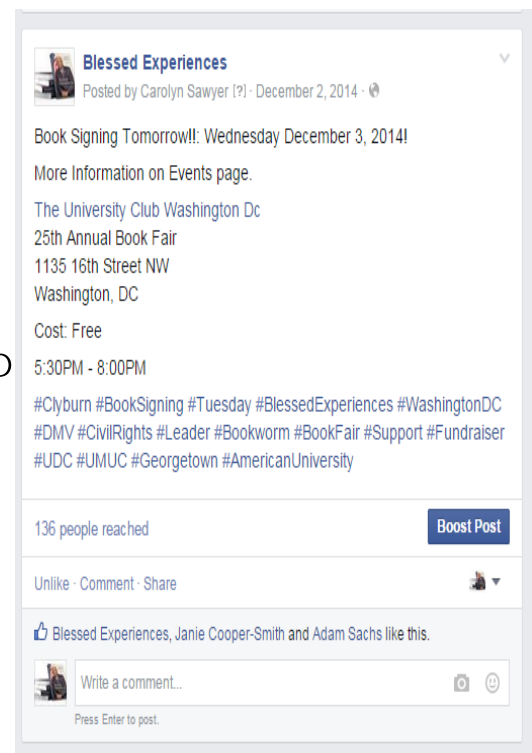 Blessed Experiences
Posted by Carolyn Sawyer [?] · December 2, 2014 ·
Book Signing Tomorrow!!: Wednesday December 3, 2014!
More Information on Events page.
The University Club Washington Dc
25th Annual Book Fair
1135 16th Street NW
Washington, DC
Cost: Free
5:30PM - 8:00PM
#Clyburn #BookSigning #Tuesday #BlessedExperiences #WashingtonDC
#DMV #CivilRights #Leader #Bookworm #BookFair #Support #Fundraiser
#UDC #UMUC #Georgetown #AmericanUniversity
136 people reached
Boost Post
Unlike · Comment · Share
Blessed Experiences, Janie Cooper-Smith and Adam Sachs like this.
Write a comment...
Press Enter to post.